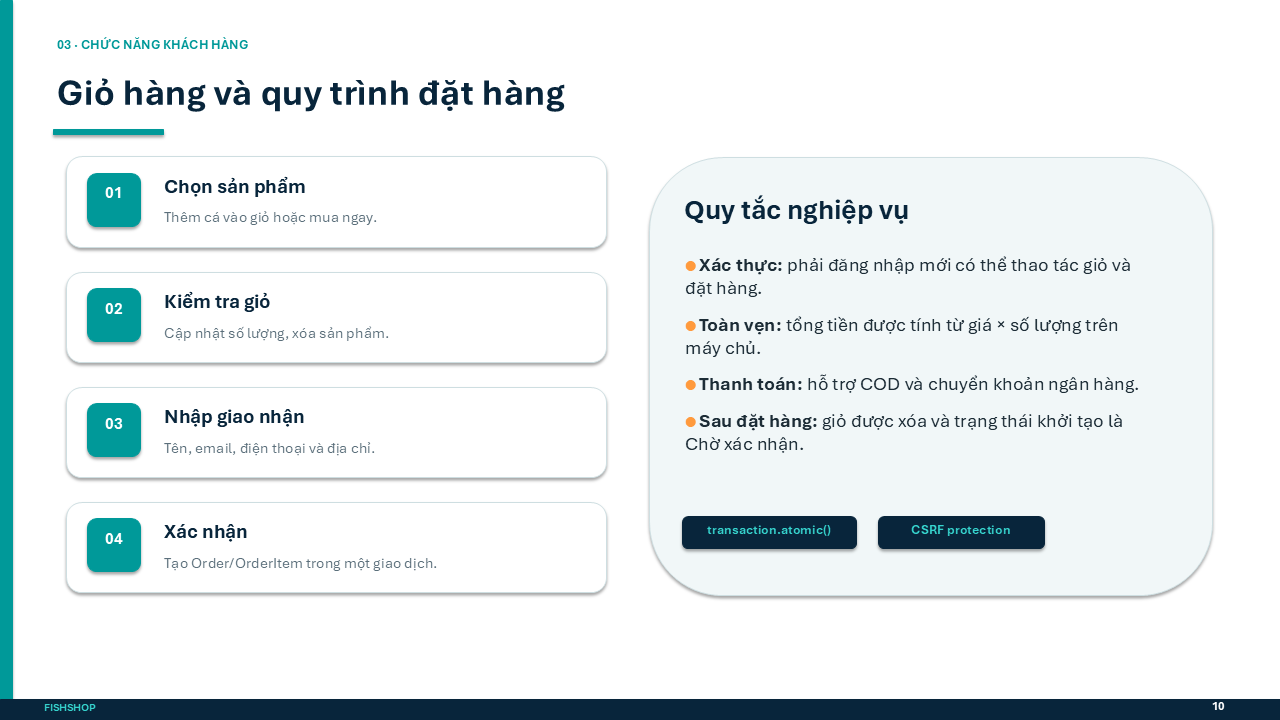 03 · CHỨC NĂNG KHÁCH HÀNG
Giỏ hàng và quy trình đặt hàng
01
Chọn sản phẩm
Thêm cá vào giỏ hoặc mua ngay.
02
Kiểm tra giỏ
Cập nhật số lượng, xóa sản phẩm.
03
Nhập giao nhận
Tên, email, điện thoại và địa chỉ.
04
Xác nhận
Tạo Order/OrderItem trong một giao dịch.
Quy tắc nghiệp vụ
●Xác thực: phải đăng nhập mới có thể thao tác giỏ và
đặt hàng.
●Toàn vẹn: tổng tiền được tính từ giá × số lượng trên
máy chủ.
●Thanh toán: hỗ trợ COD và chuyển khoản ngân hàng.
●Sau đặt hàng: giỏ được xóa và trạng thái khởi tạo là
Chờ xác nhận.
transaction.atomic()
CSRF protection
FISHSHOP
10